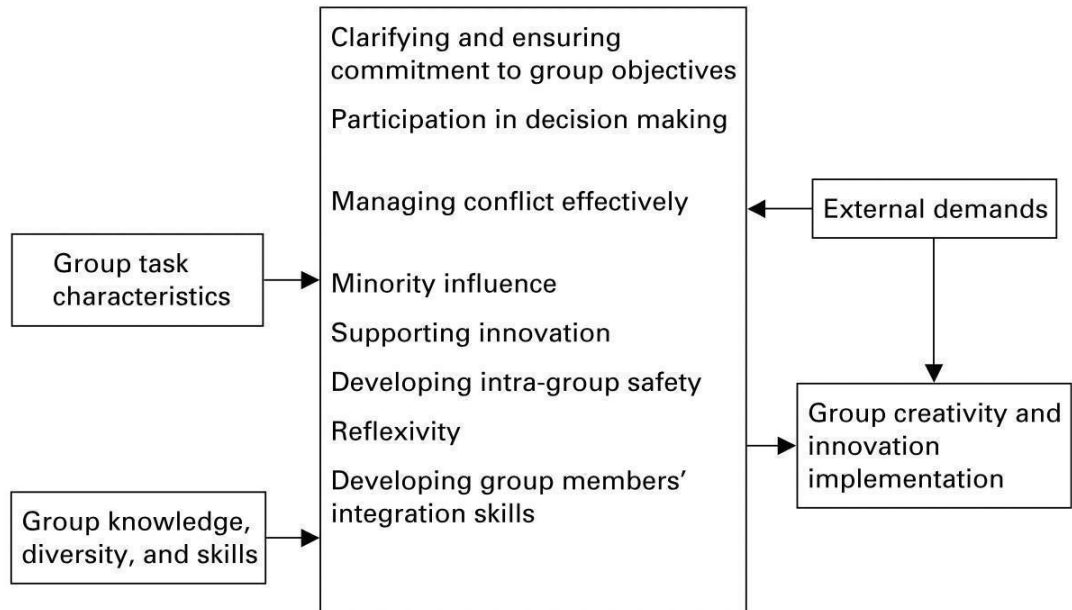 Clarifying and ensuring
commitment to group objectives
Participation in decision making
Managing conflict effectively
External demands
Group task
characteristics
Minority influence
Supporting innovation
Developing intra-group safety
Reflexivity
Group creativity and
innovation
implementation
Developing group members’
integration skills
Group knowledge,
diversity, and skills